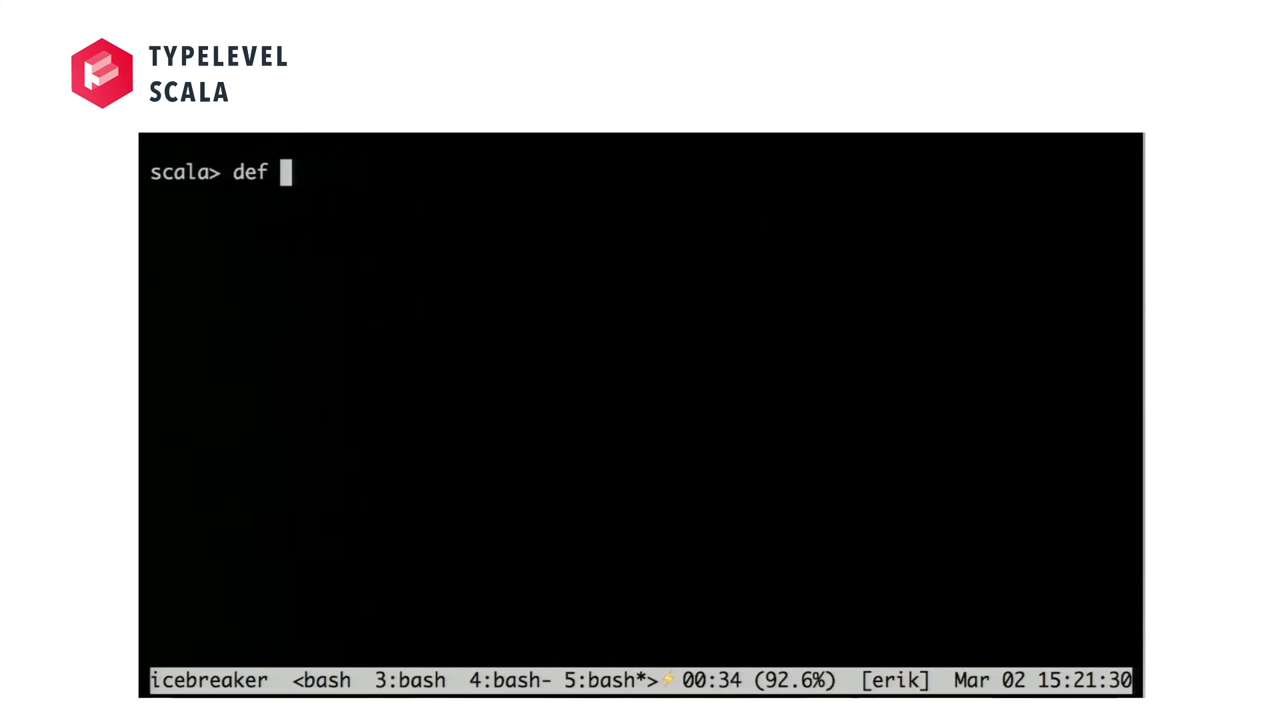 TYPELEVEL
SCALA
scala> def
icebreaker  <bash  3:bash  4:bash- 5:bash*>⚡00:34 (92.6%)  [erik]  Mar 02 15:21:30